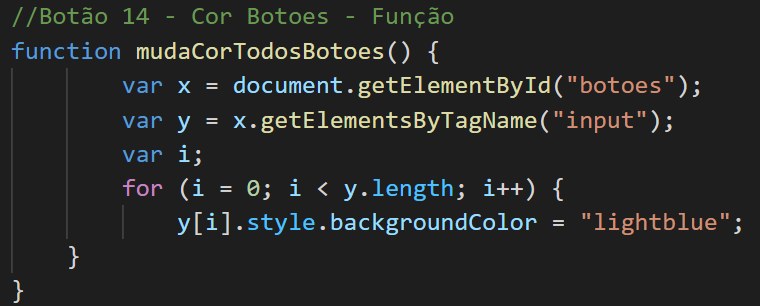 //Botão 14 - Cor Botoes - Função
function mudaCorTodosBotoes() {
        var x = document.getElementById("botoes");
        var y = x.getElementsByTagName("input");
        var i;
        for (i = 0; i < y.length; i++) {
            y[i].style.backgroundColor = "lightblue";
    }
}